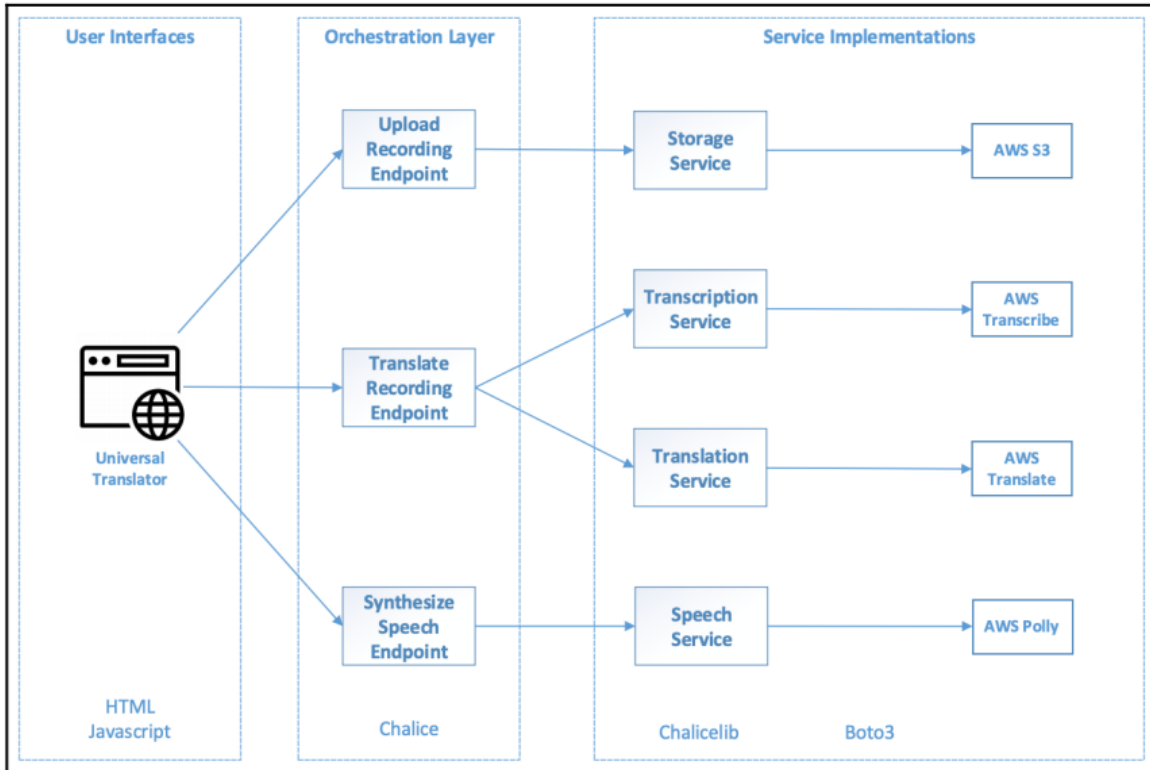 User Interfaces
Orchestration Layer
Service Implementations
Upload
Recording
Endpoint
Storage
Service
AWS S3
Transcription
Service
AWS
Transcribe
Universal
Translator
Translate
Recording
Endpoint
Translation
Service
AWS
Translate
Synthesize
Speech
Endpoint
Speech
Service
AWS Polly
HTML
Javascript
Chalice
Chalicelib
Boto3